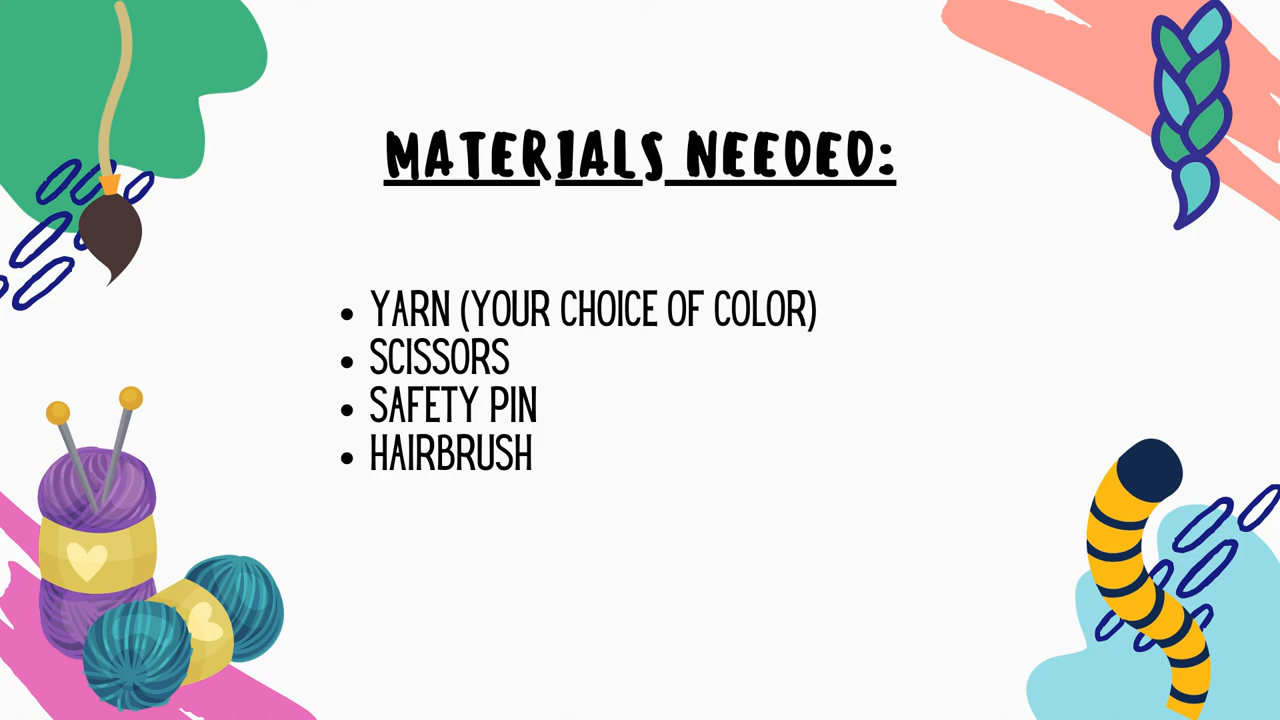 MATERIALS NEEDED:
• YARN (YOUR CHOICE OF COLOR)
• SCISSORS
• SAFETY PIN
• HAIRBRUSH